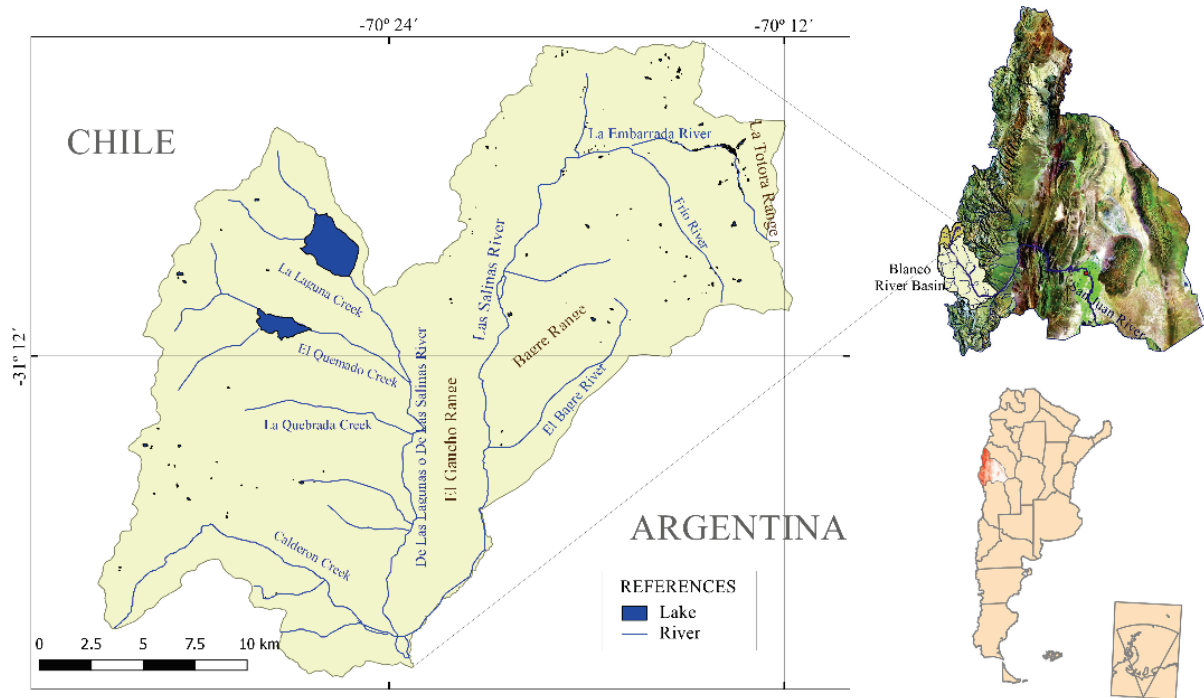 -70º 24´
-70º 12´
CHILE
La Embarrada River
La Totora Range
Frío River
Las Salinas River
La Laguna Creek
Blanco
River Basin
San Juan River
-31º 12´
El Quemado Creek
Bagre Range
De Las Lagunas o De Las Salinas River
El Gaucho Range
El Bagre River
La Quebrada Creek
ARGENTINA
Calderon Creek
REFERENCES
Lake
River
0 2.5 5 7.5 10 km